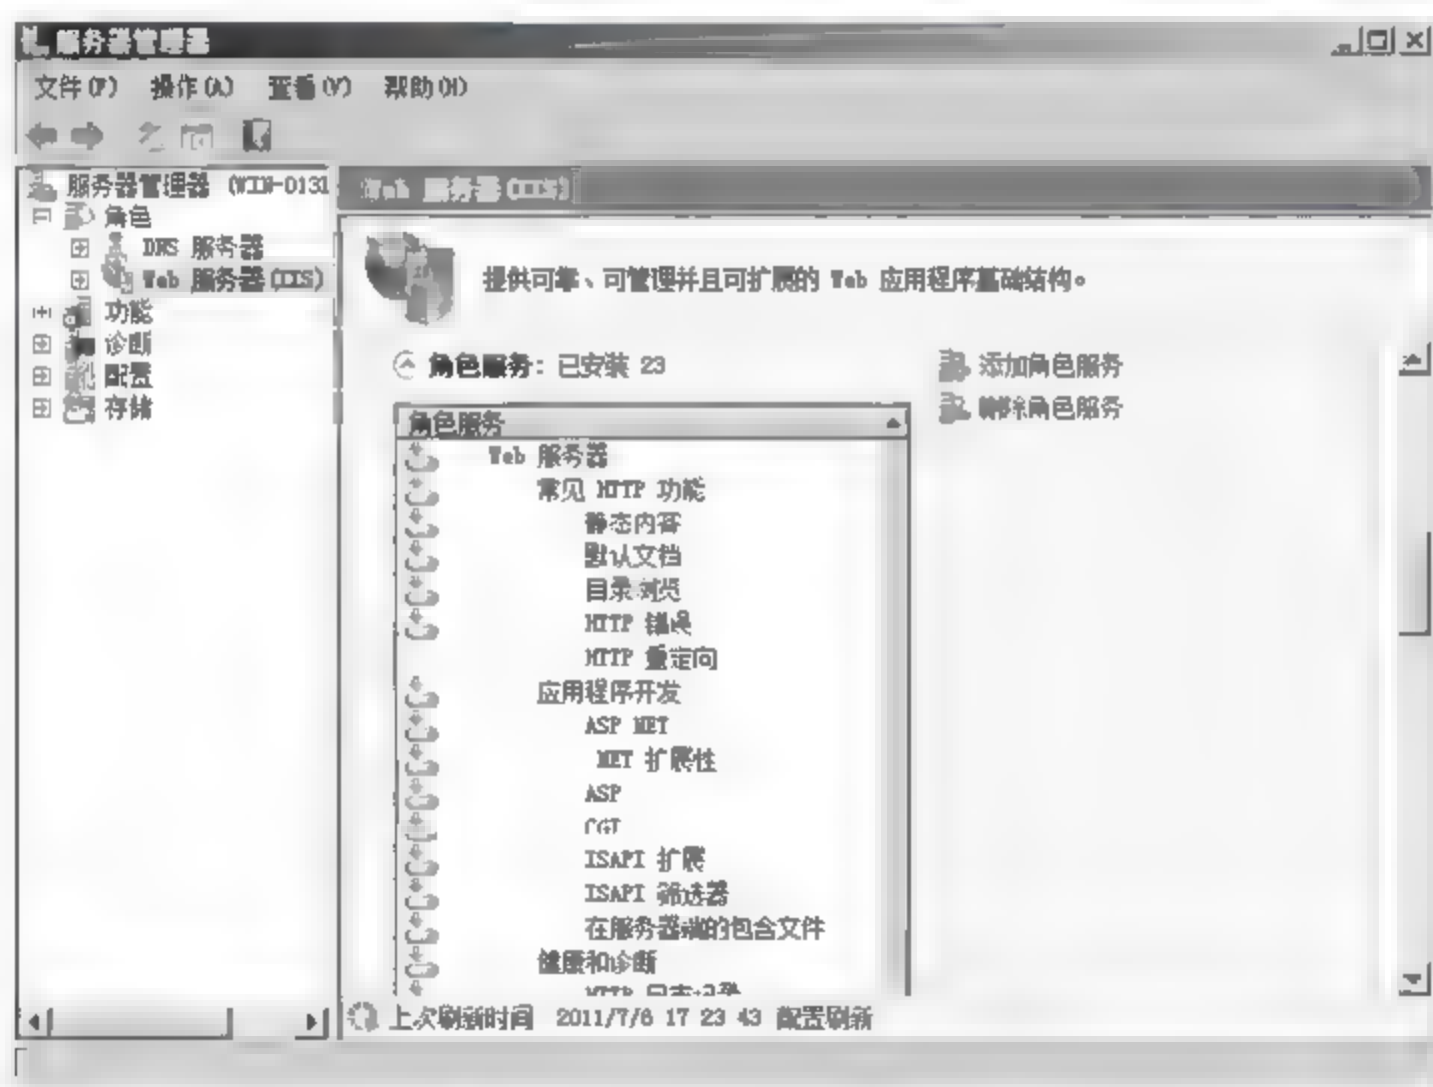 服务器管理器
文件(F) 操作(A) 查看(V) 帮助(H)
服务器管理器 (WIN-0131
角色
DNS 服务器
Web 服务器(IIS)
功能
诊断
配置
存储
Web 服务器(IIS)
提供可靠、可管理并且可扩展的 Web 应用程序基础结构。
角色服务: 已安装 23
添加角色服务
删除角色服务
角色服务
Web 服务器
常见 HTTP 功能
静态内容
默认文档
目录浏览
HTTP 错误
HTTP 重定向
应用程序开发
ASP NET
NET 扩展性
ASP
CGI
ISAPI 扩展
ISAPI 筛选器
在服务器端的包含文件
健康和诊断
HTTP 日志记录
上次刷新时间 2011/7/6 17 23 43 配置刷新